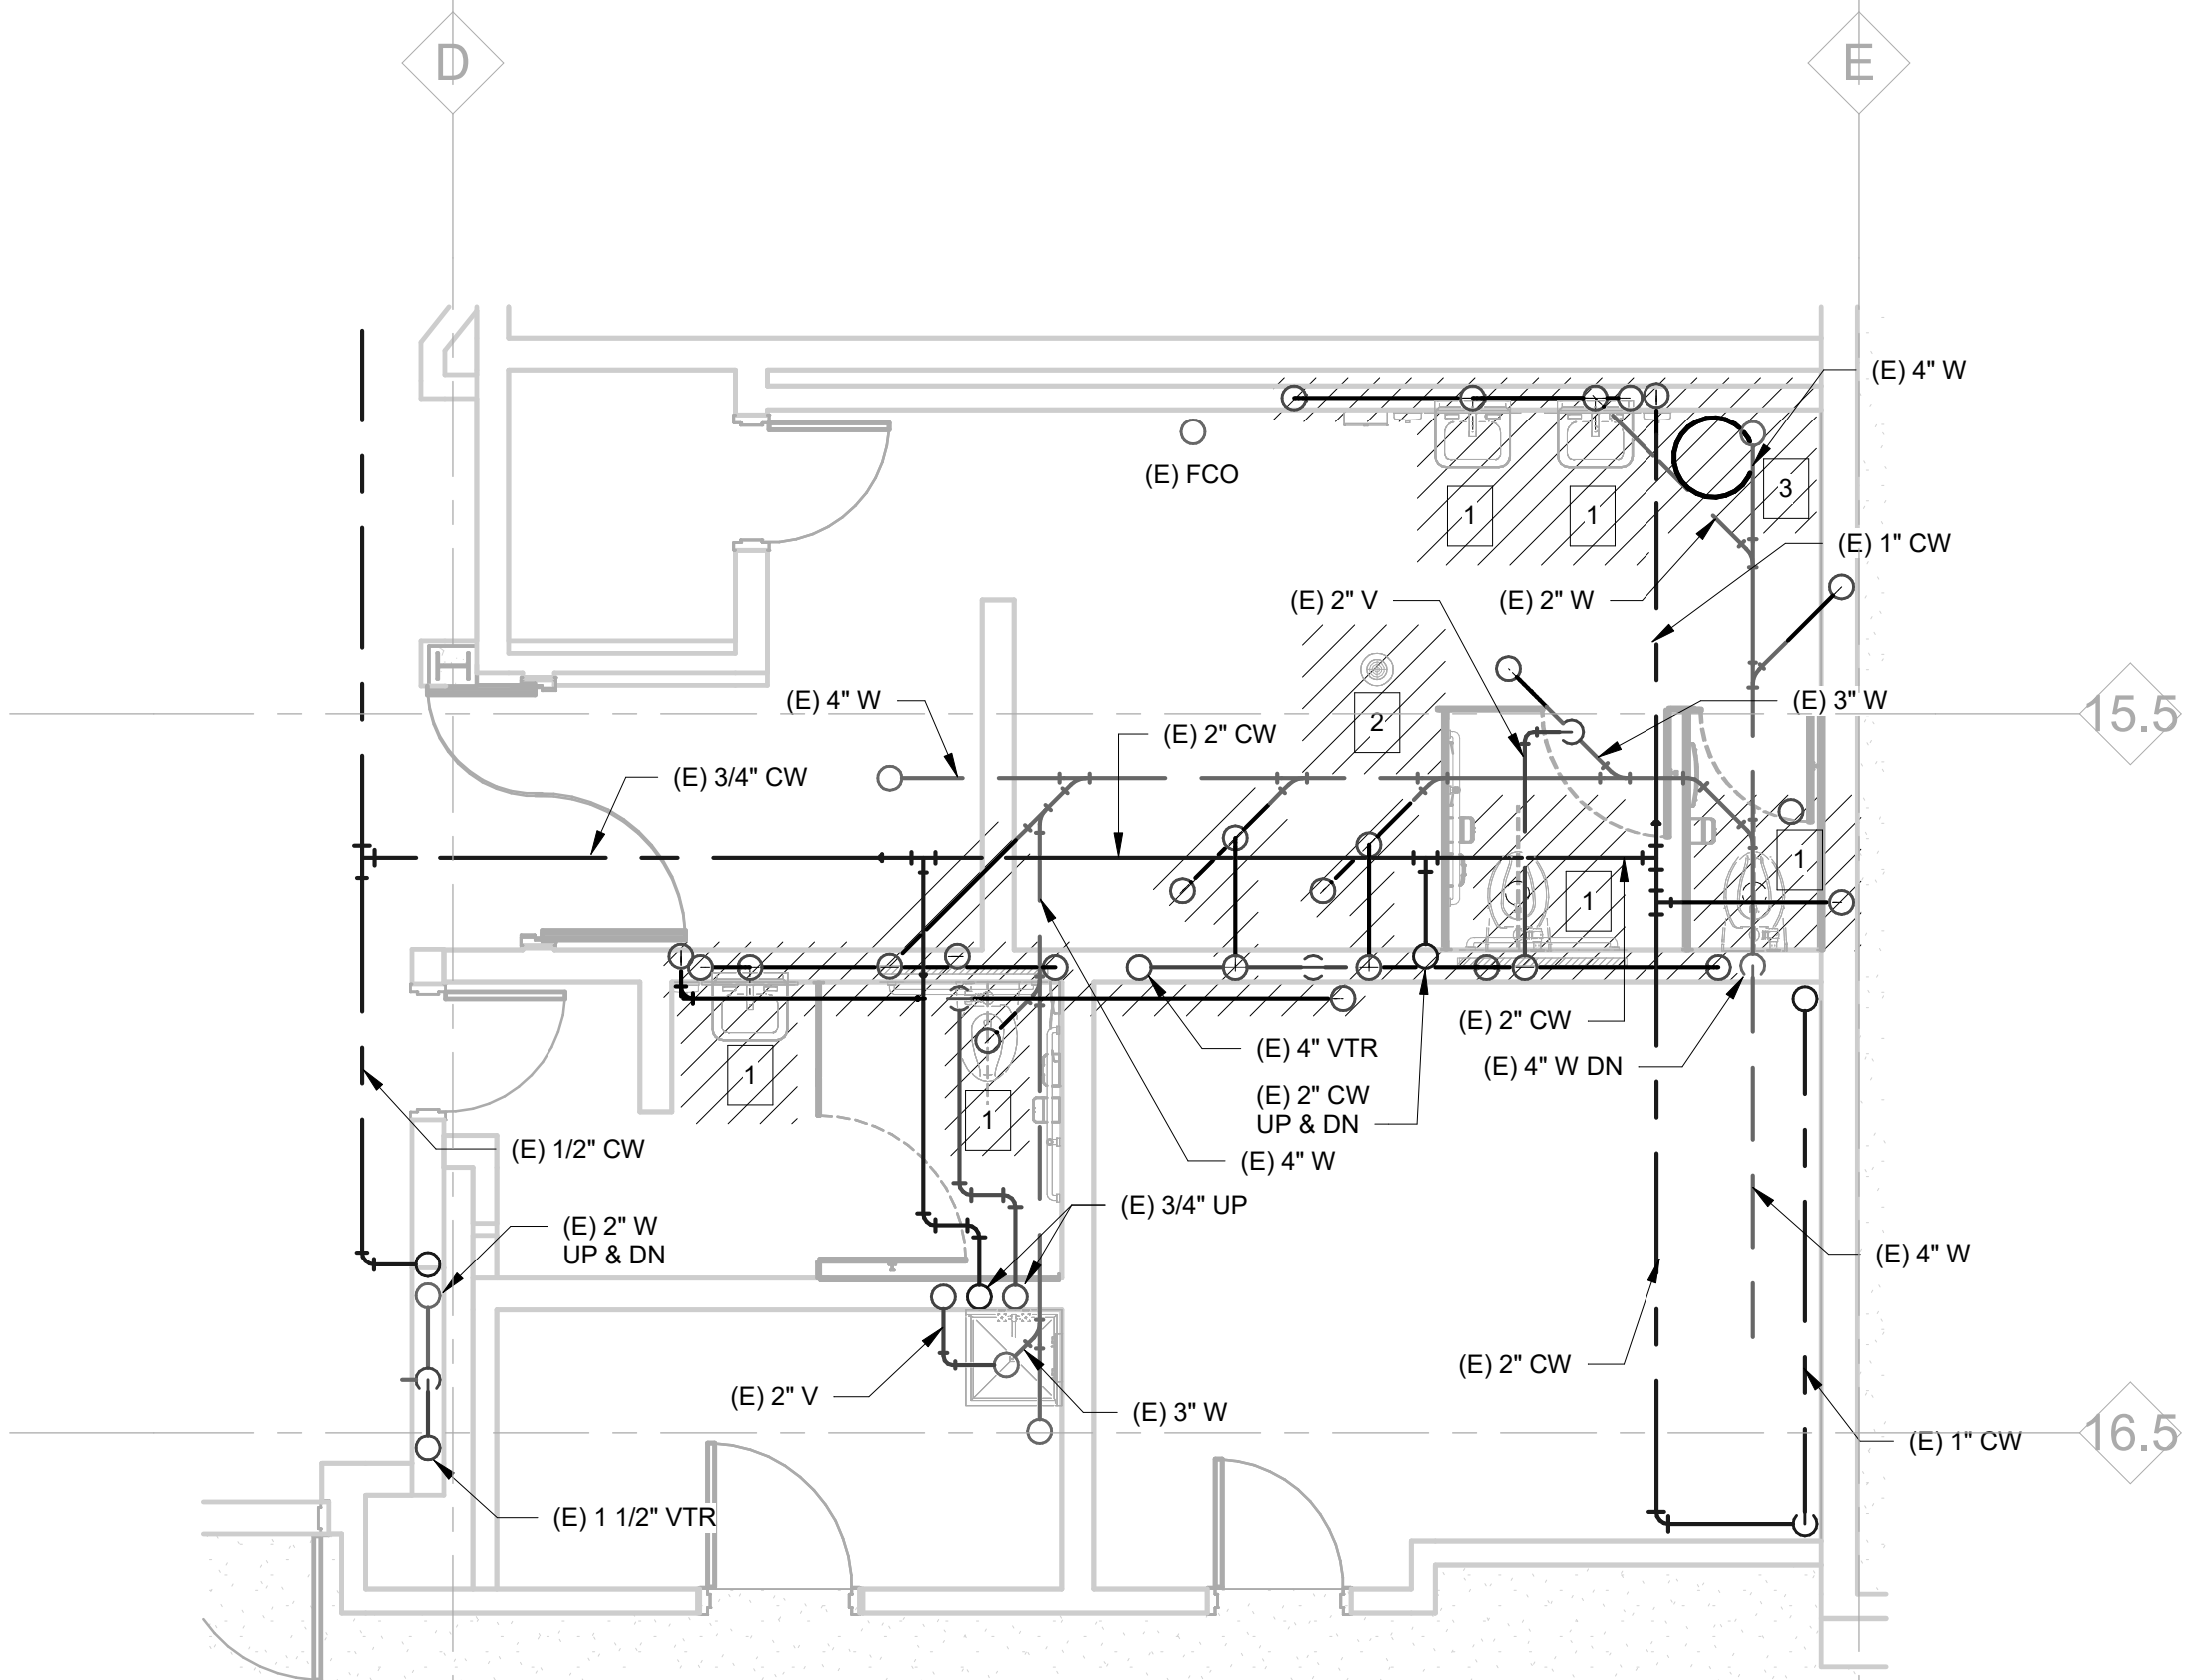 D
E
(E) 4" W
(E) FCO
3
1
1
(E) 1" CW
(E) 2" V
(E) 2" W
(E) 4" W
2
(E) 3" W
15.5
(E) 2" CW
(E) 3/4" CW
1
1
(E) 2" CW
(E) 4" VTR
(E) 4" W DN
1
(E) 2" CW
UP & DN
1
(E) 1/2" CW
(E) 4" W
(E) 3/4" UP
(E) 2" W
UP & DN
(E) 4" W
(E) 2" CW
(E) 2" V
(E) 3" W
16.5
(E) 1" CW
(E) 1 1/2" VTR